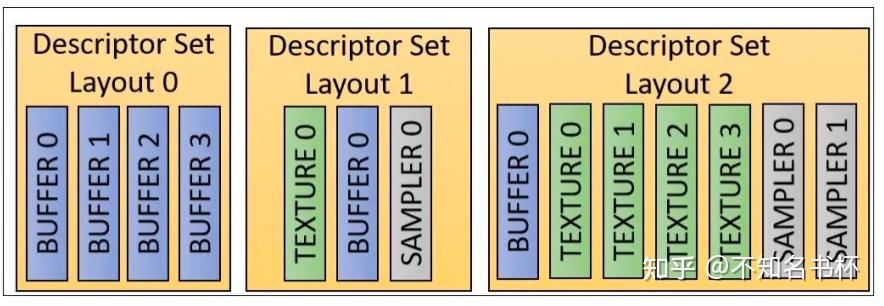 Descriptor Set
Layout 0
BUFFER 0
BUFFER 1
BUFFER 2
BUFFER 3
Descriptor Set
Layout 1
TEXTURE 0
BUFFER 0
SAMPLER 0
Descriptor Set
Layout 2
BUFFER 0
TEXTURE 0
TEXTURE 1
TEXTURE 2
TEXTURE 3
SAMPLER 0
SAMPLER 1
知乎 @不知名书杯